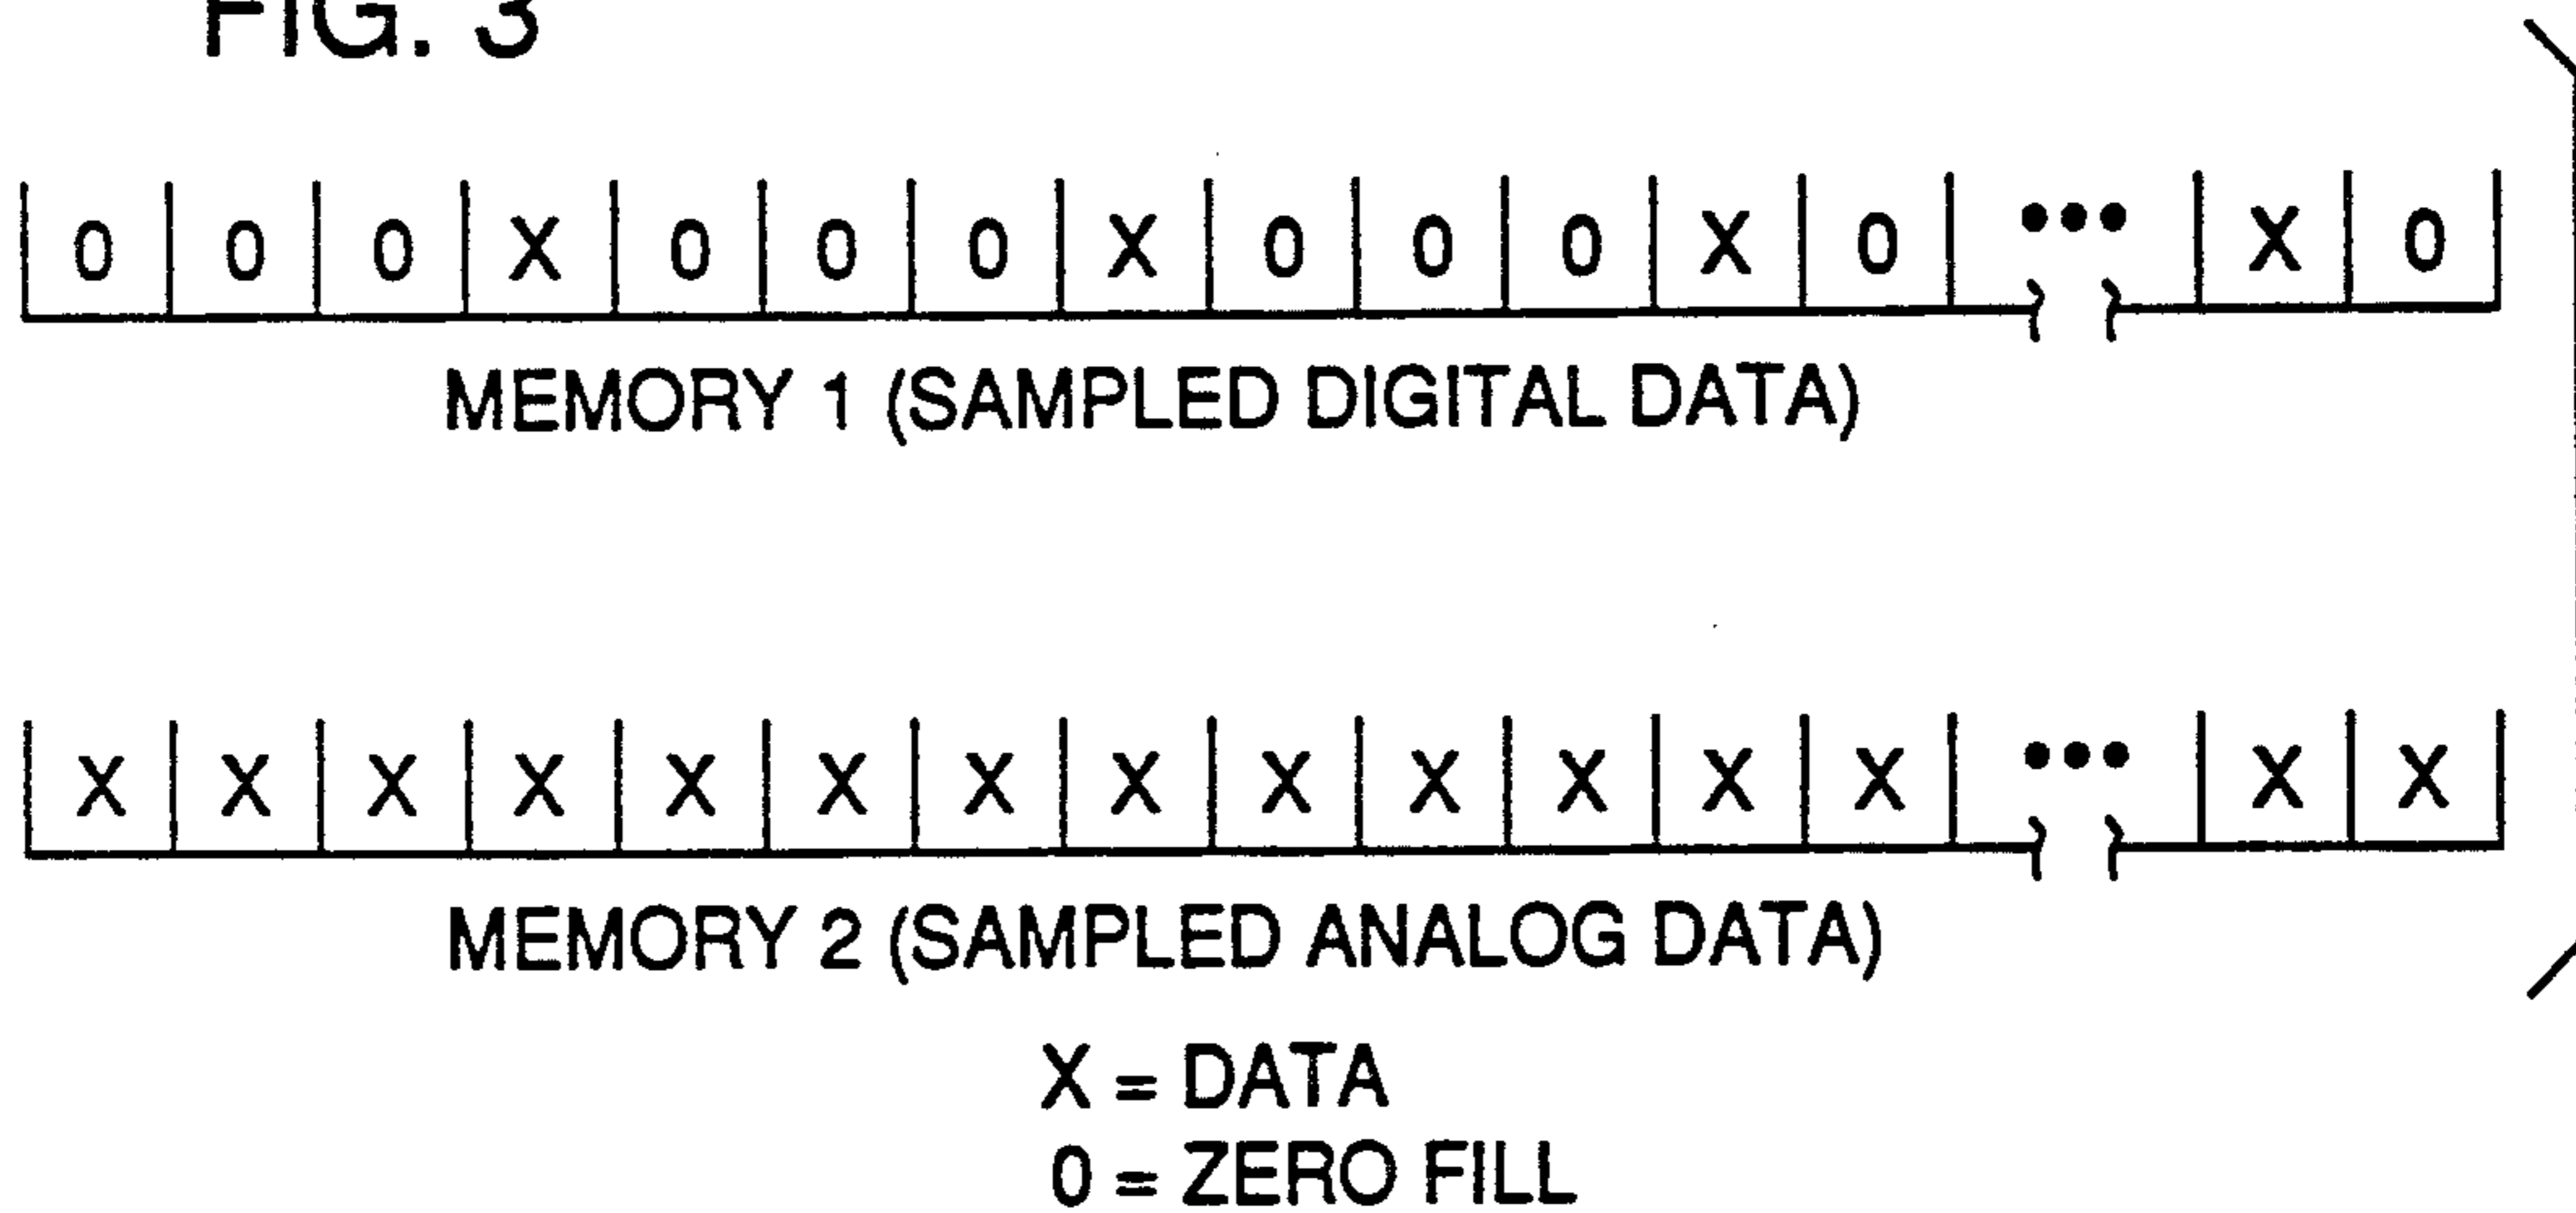 FIG. 3
0 0 0 X 0 0 0 X 0 0 0 X 0 ••• X 0
MEMORY 1 (SAMPLED DIGITAL DATA)
X X X X X X X X X X X X X ••• X X
MEMORY 2 (SAMPLED ANALOG DATA)
X = DATA
0 = ZERO FILL